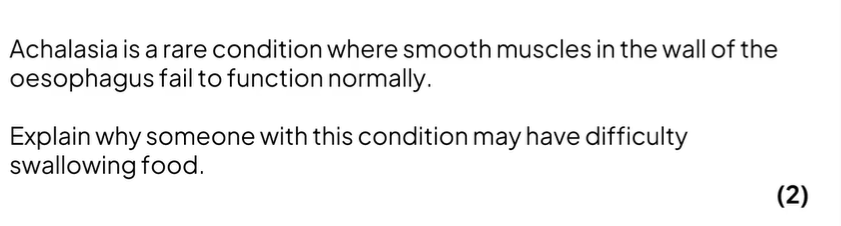 Achalasia is a rare condition where smooth muscles in the wall of the
oesophagus fail to function normally.
Explain why someone with this condition may have difficulty
swallowing food.
(2)